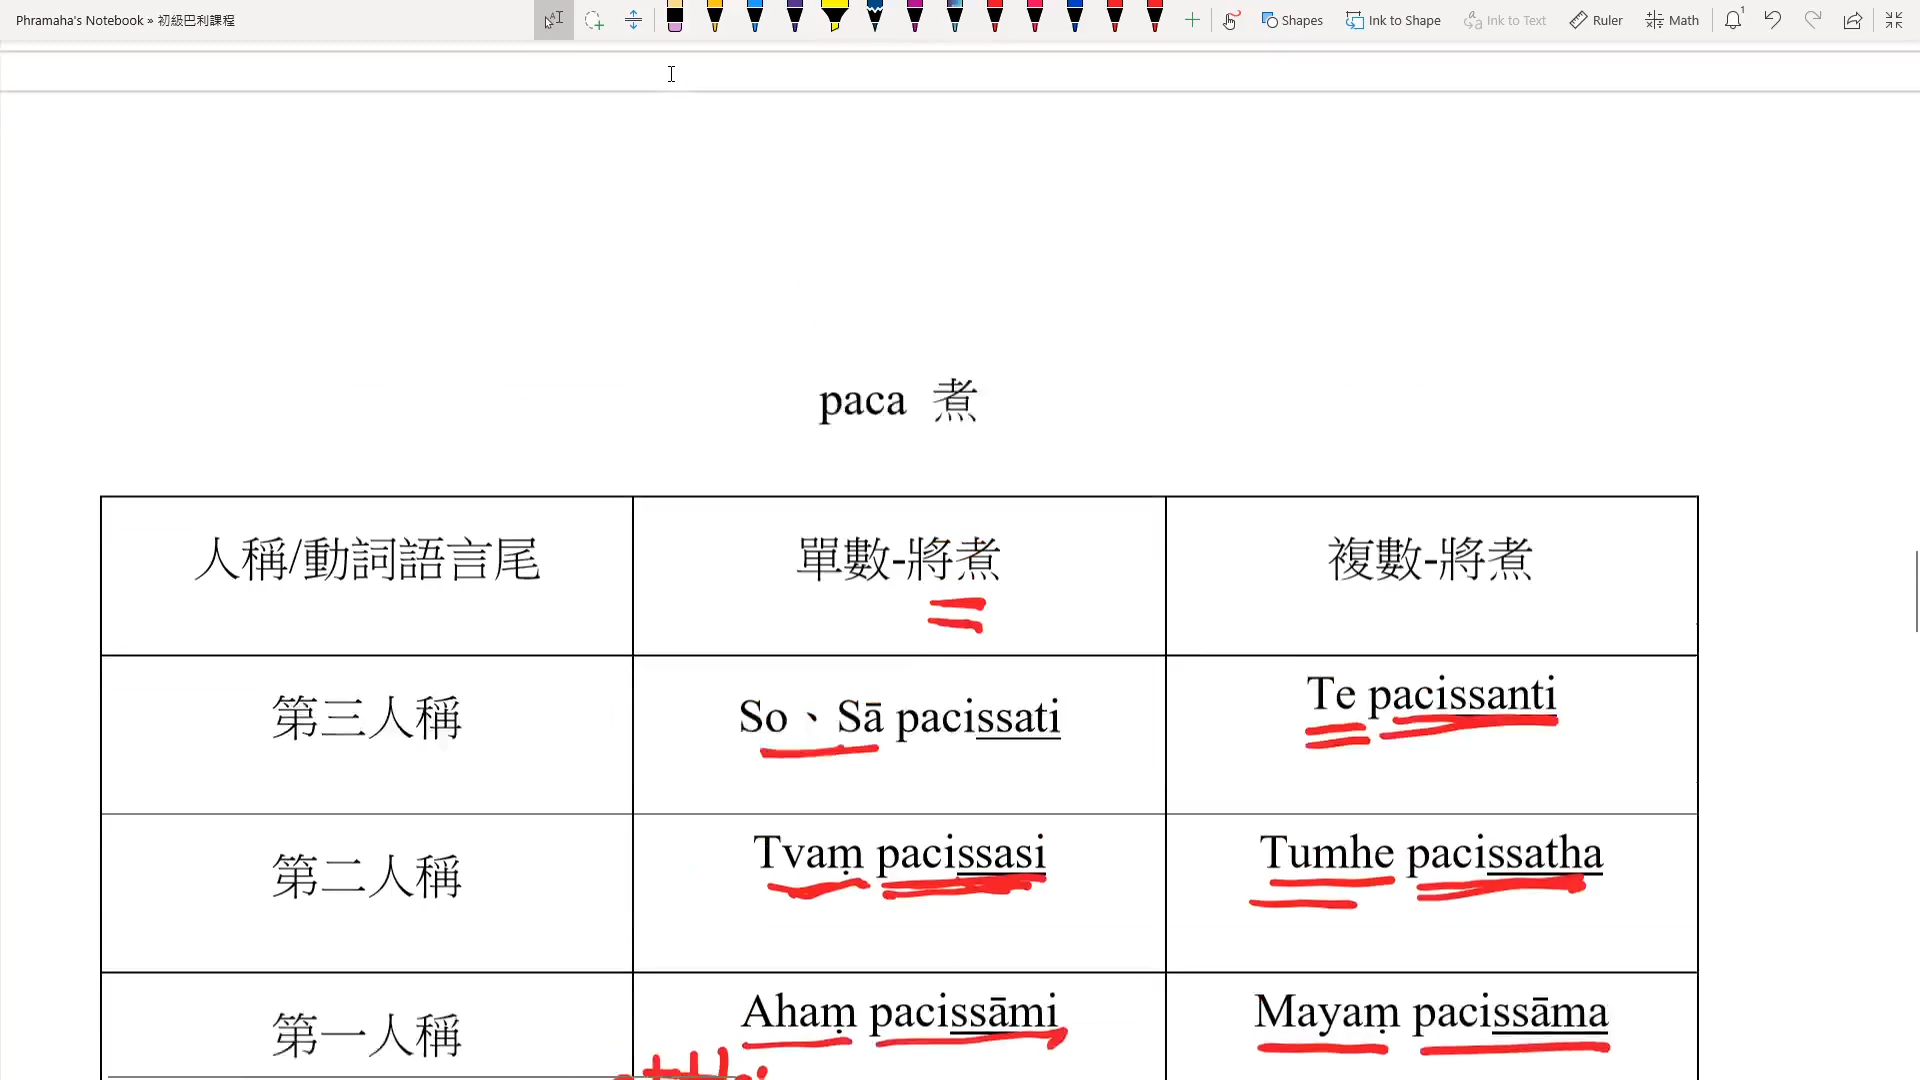 Phramaha's Notebook » 初級巴利課程
Shapes
Ink to Shape
Ink to Text
Ruler
Math
1
paca 煮
人稱/動詞語言尾
單數-將煮
複數-將煮
第三人稱
So、Sā pacissati
Te pacissanti
第二人稱
Tvaṃ pacissasi
Tumhe pacissatha
第一人稱
Ahaṃ pacissāmi
Mayaṃ pacissāma